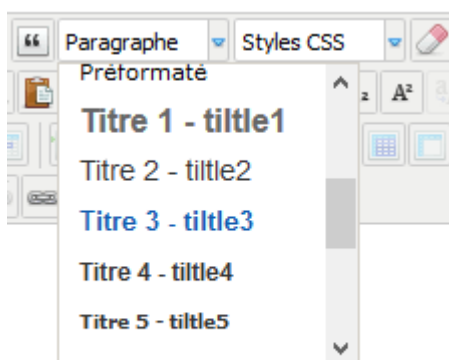 Paragraphe Styles CSS
Préformaté
Titre 1 - tiltle1
Titre 2 - tiltle2
Titre 3 - tiltle3
Titre 4 - tiltle4
Titre 5 - tiltle5